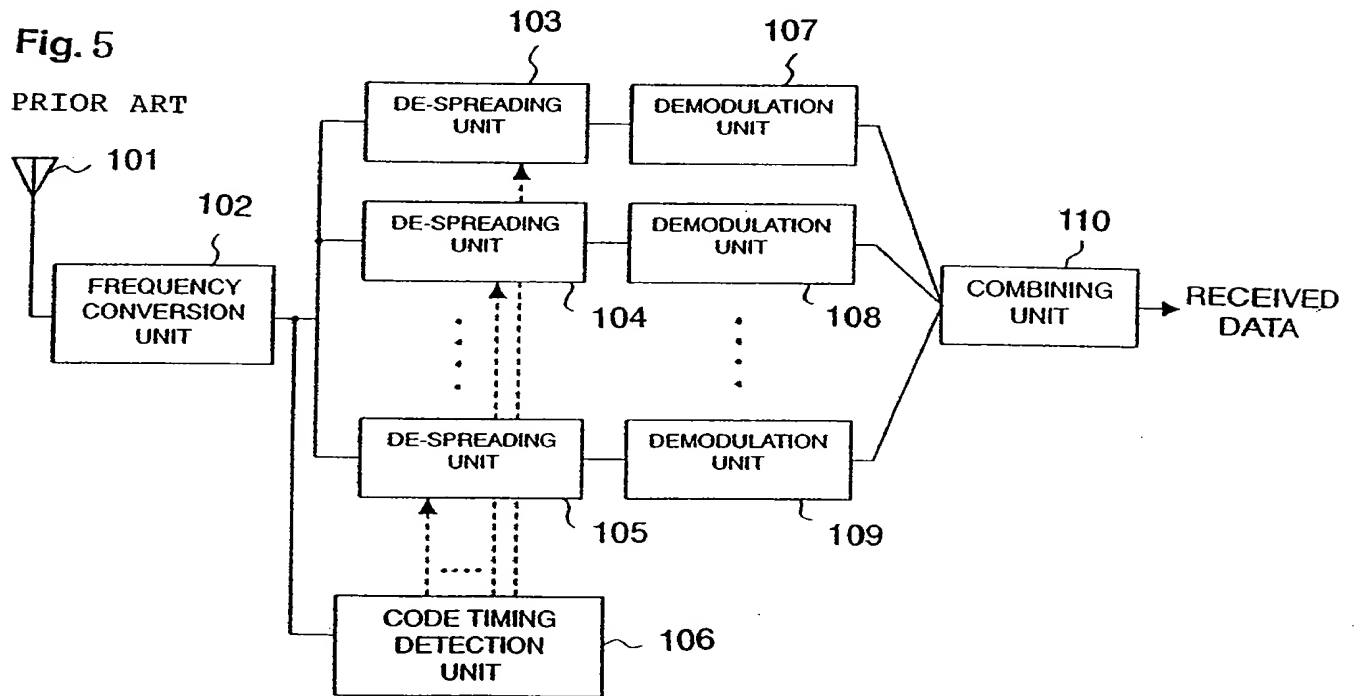 Fig. 5
PRIOR ART
101
102
FREQUENCY
CONVERSION
UNIT
103
DE-SPREADING
UNIT
107
DEMODULATION
UNIT
DE-SPREADING
UNIT
104
DEMODULATION
UNIT
108
110
COMBINING
UNIT
RECEIVED
DATA
DE-SPREADING
UNIT
105
DEMODULATION
UNIT
109
CODE TIMING
DETECTION
UNIT
106